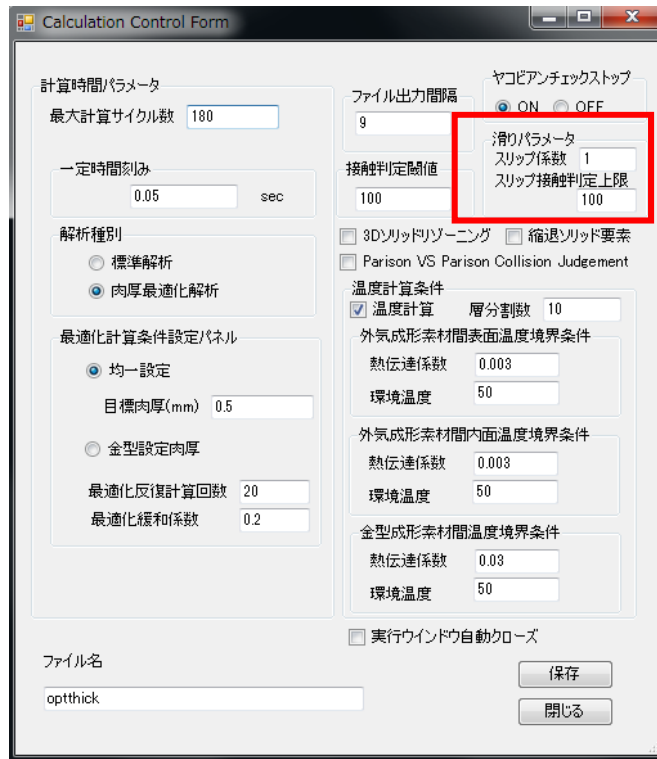 Calculation Control Form
計算時間パラメータ
最大計算サイクル数 180
一定時間刻み
0.05 sec
解析種別
標準解析
肉厚最適化解析
最適化計算条件設定パネル
均一設定
目標肉厚(mm) 0.5
金型設定肉厚
最適化反復計算回数 20
最適化緩和係数 0.2
ファイル出力間隔
9
ヤコビアンチェックストップ
ON OFF
接触判定閾値
100
滑りパラメータ
スリップ係数 1
スリップ接触判定上限
100
3Dソリッドリゾーニング 縮退ソリッド要素
Parison VS Parison Collision Judgement
温度計算条件
温度計算 層分割数 10
外気成形素材間表面温度境界条件
熱伝達係数 0.003
環境温度 50
外気成形素材間内面温度境界条件
熱伝達係数 0.003
環境温度 50
金型成形素材間温度境界条件
熱伝達係数 0.03
環境温度 50
実行ウインドウ自動クローズ
ファイル名
optthick
保存
閉じる